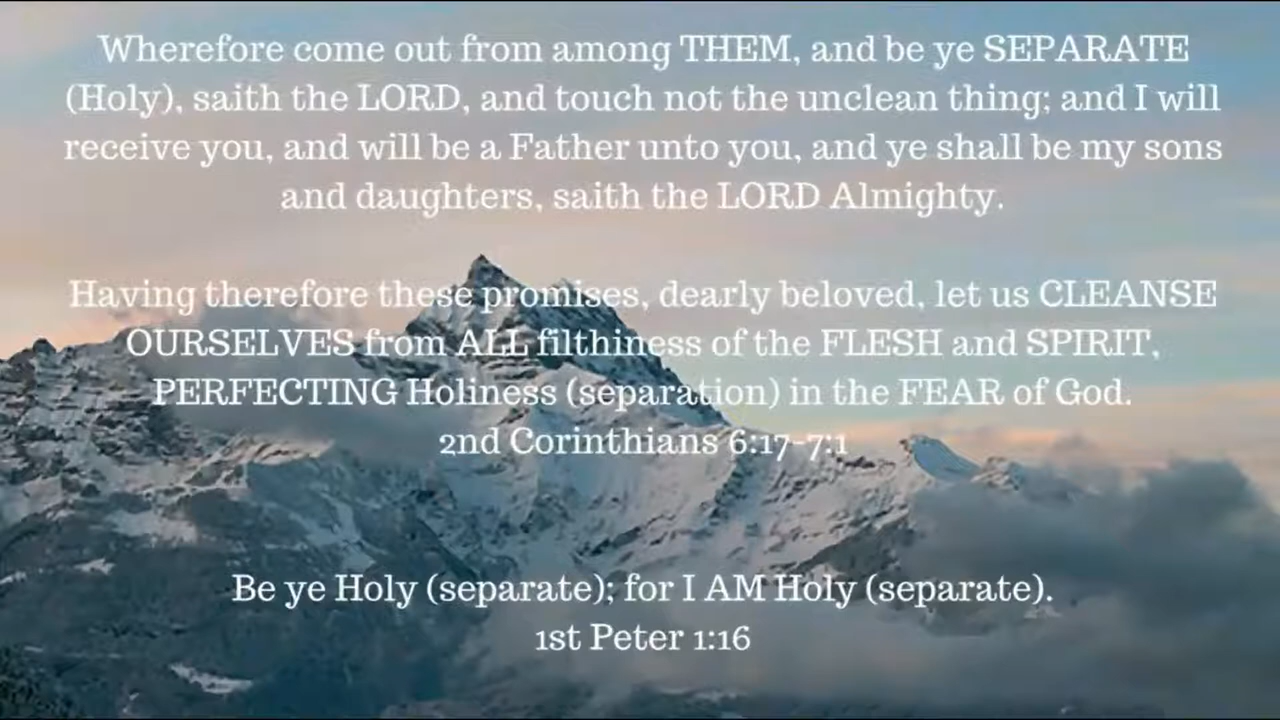 Wherefore come out from among THEM, and be ye SEPARATE
(Holy), saith the LORD, and touch not the unclean thing; and I will
receive you, and will be a Father unto you, and ye shall be my sons
and daughters, saith the LORD Almighty.
Having therefore these promises, dearly beloved, let us CLEANSE
OURSELVES from ALL filthiness of the FLESH and SPIRIT,
PERFECTING Holiness (separation) in the FEAR of God.
2nd Corinthians 6:17-7:1
Be ye Holy (separate); for I AM Holy (separate).
1st Peter 1:16